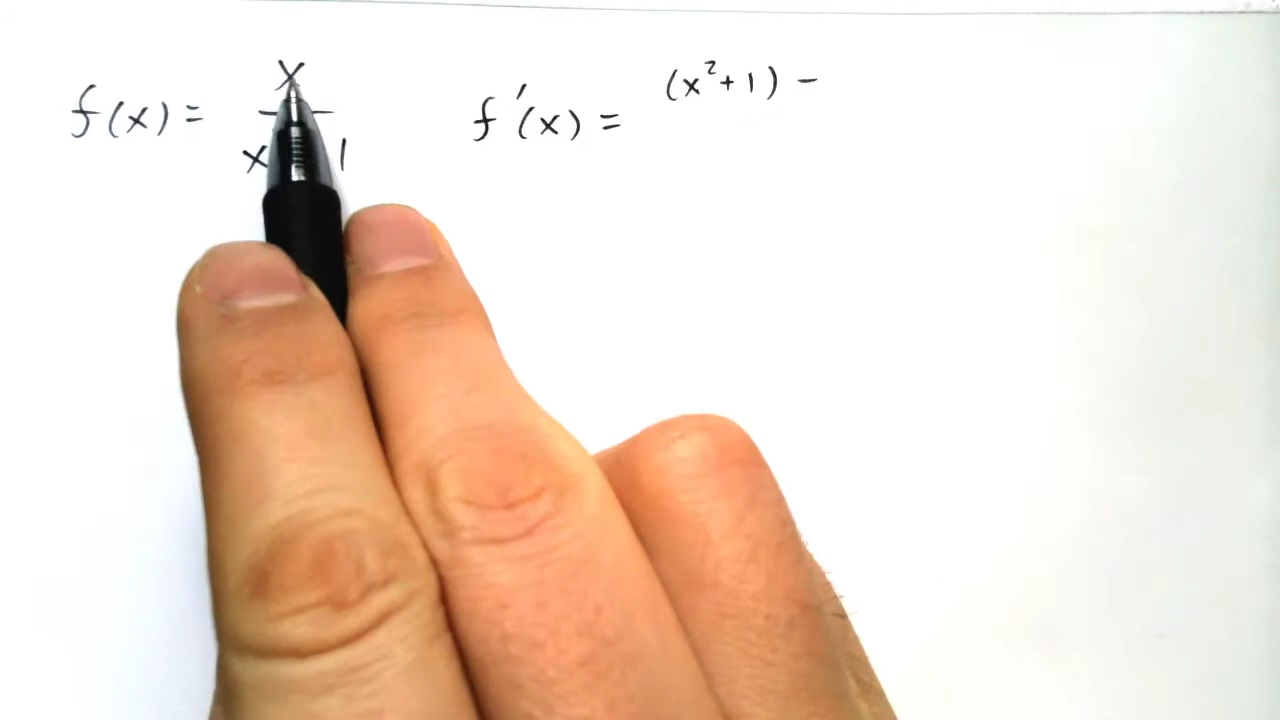 f(x) = x / x 1
f'(x) = (x²+1) -